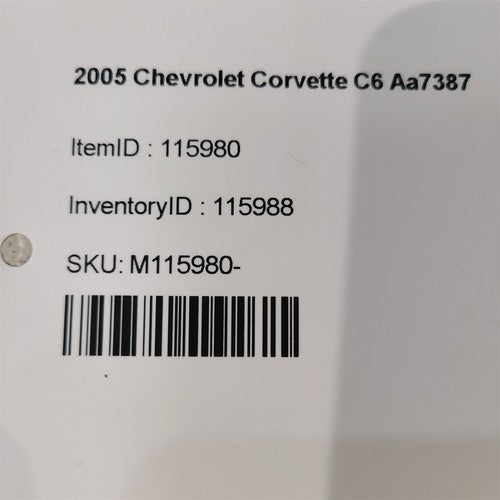 2005 Chevrolet Corvette C6 Aa7387
ItemID : 115980
InventoryID : 115988
SKU: M115980-